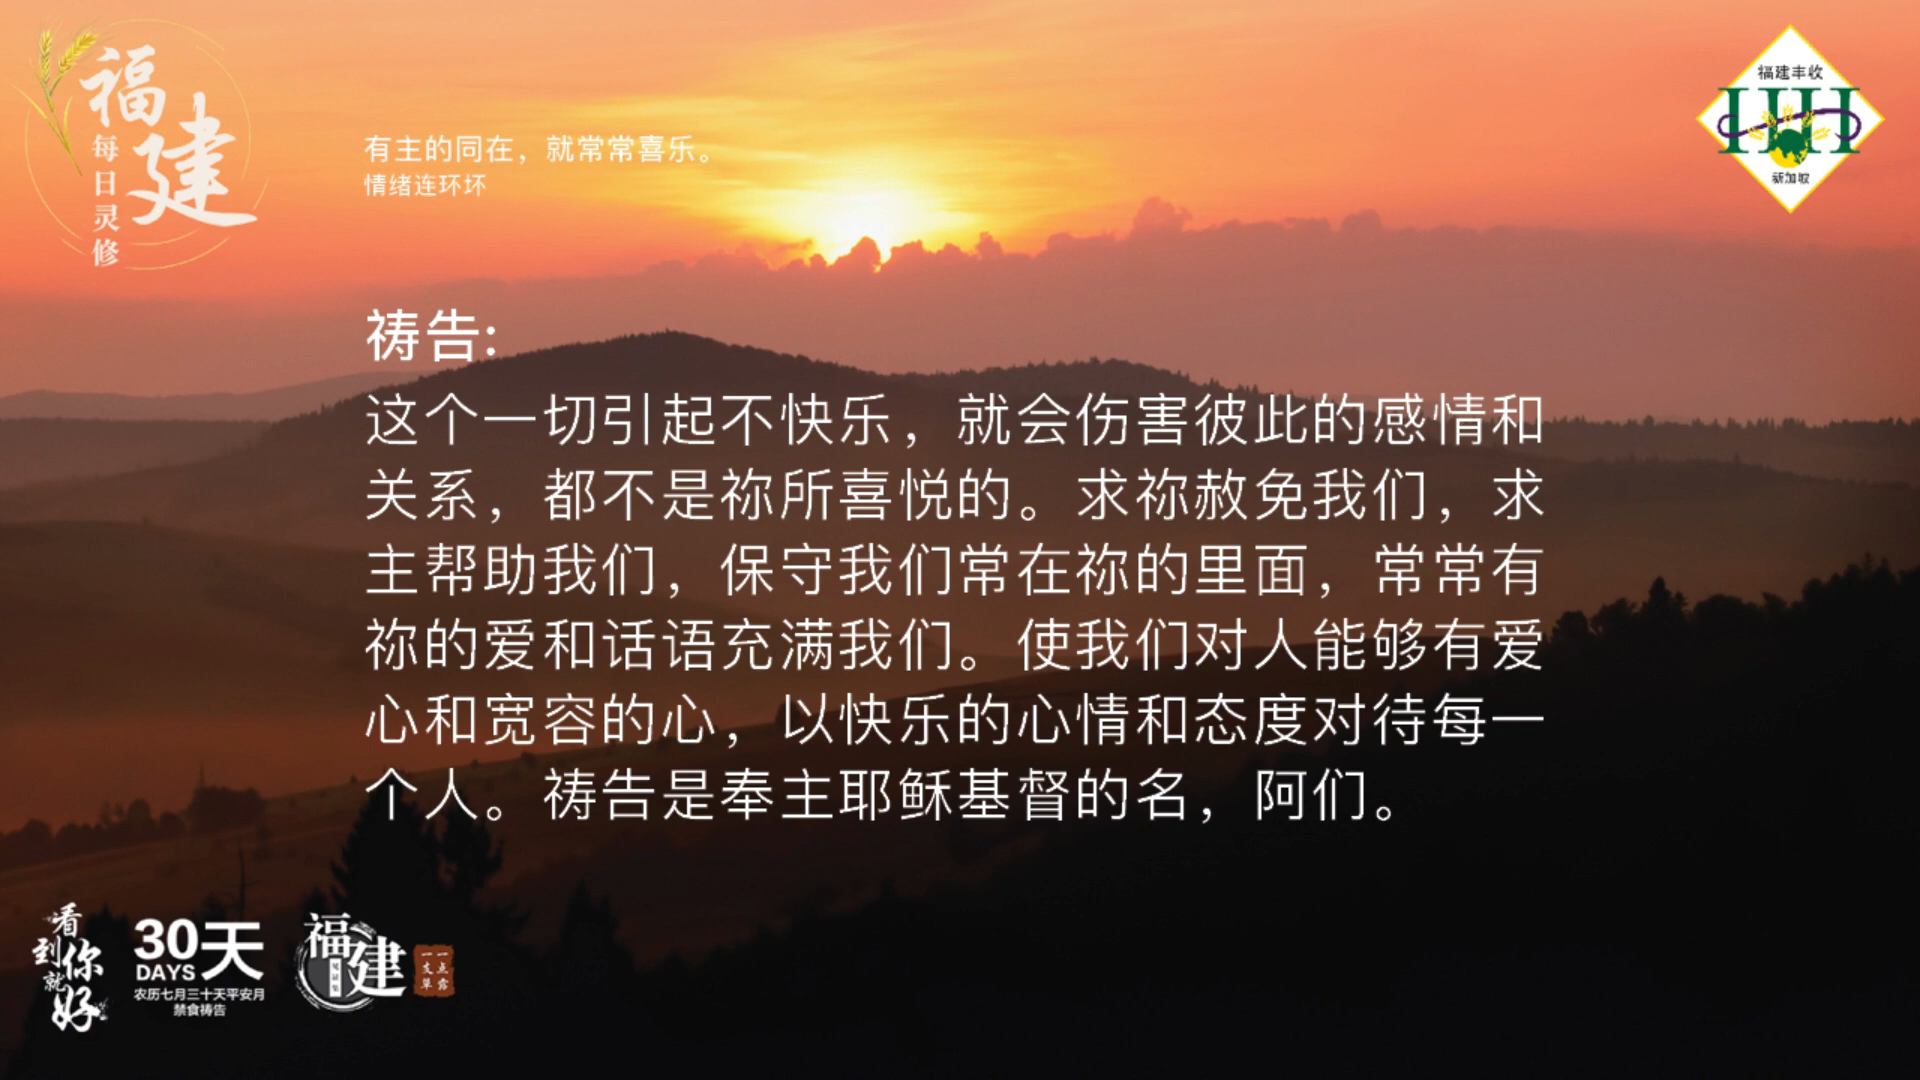 福建
每日灵修
有主的同在，就常常喜乐。
情绪连环坏
福建丰收
HH
新加坡
祷告:
这个一切引起不快乐，就会伤害彼此的感情和
关系，都不是祢所喜悦的。求祢赦免我们，求
主帮助我们，保守我们常在祢的里面，常常有
祢的爱和话语充满我们。使我们对人能够有爱
心和宽容的心，以快乐的心情和态度对待每一
个人。祷告是奉主耶稣基督的名，阿们。
看到你就好
30天
DAYS
农历七月三十天平安月
禁食祷告
福建
一点露
一支草